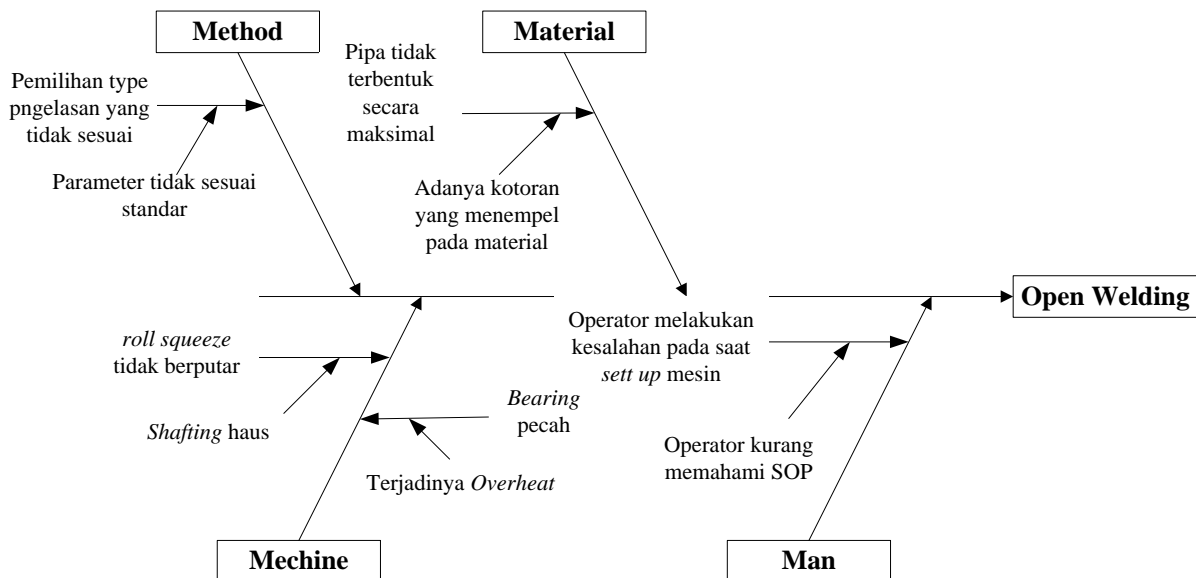 Method
Material
Pemilihan type
pngelasan yang
tidak sesuai
Parameter tidak sesuai
standar
Pipa tidak
terbentuk
secara
maksimal
Adanya kotoran
yang menempel
pada material
Open Welding
roll squeeze
tidak berputar
Shafting haus
Bearing
pecah
Terjadinya Overheat
Operator melakukan
kesalahan pada saat
sett up mesin
Operator kurang
memahami SOP
Mechine
Man